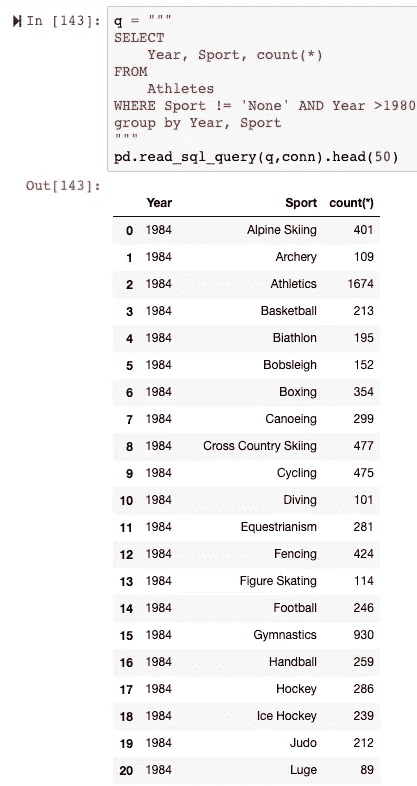 In [143]:
q = """
SELECT
Year, Sport, count(*)
FROM
Athletes
WHERE Sport != 'None' AND Year >1980
group by Year, Sport
"""
pd.read_sql_query(q,conn).head(50)
Out[143]:
Year Sport count(*)
0 1984 Alpine Skiing 401
1 1984 Archery 109
2 1984 Athletics 1674
3 1984 Basketball 213
4 1984 Biathlon 195
5 1984 Bobsleigh 152
6 1984 Boxing 354
7 1984 Canoeing 299
8 1984 Cross Country Skiing 477
9 1984 Cycling 475
10 1984 Diving 101
11 1984 Equestrianism 281
12 1984 Fencing 424
13 1984 Figure Skating 114
14 1984 Football 246
15 1984 Gymnastics 930
16 1984 Handball 259
17 1984 Hockey 286
18 1984 Ice Hockey 239
19 1984 Judo 212
20 1984 Luge 89